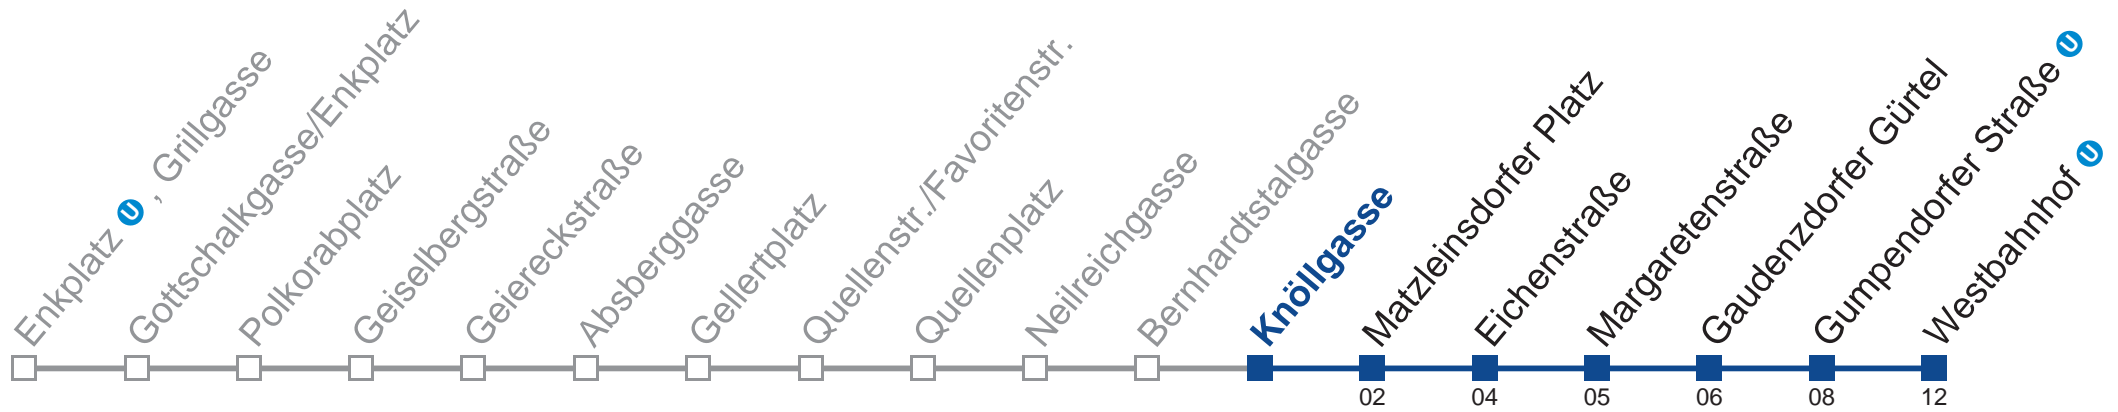 Enkplatz U , Grillgasse
Gottschalkgasse/Enkplatz
Polkorabplatz
Geiselbergstraße
Geiereckstraße
Absberggasse
Gellertplatz
Quellenstr./Favoritenstr.
Quellenplatz
Neilreichgasse
Bernhardtstalgasse
Knöllgasse
Matzleinsdorfer Platz
Eichenstraße
Margaretenstraße
Gaudenzdorfer Gürtel
Gumpendorfer Straße U
Westbahnhof U
02 04 05 06 08 12